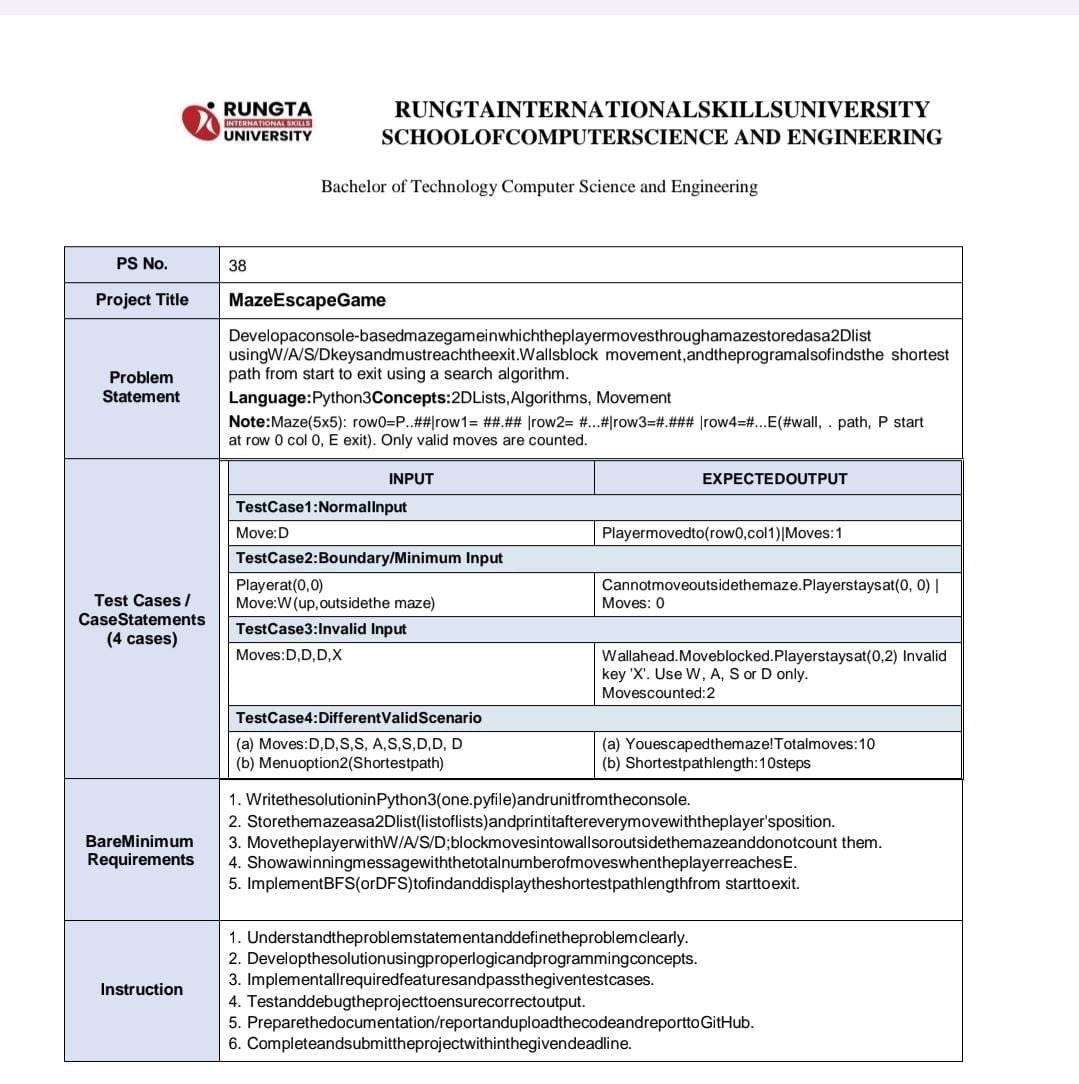 RUNGTA
INTERNATIONAL SKILLS
UNIVERSITY
RUNGTAINTERNATIONALSKILLSUNIVERSITY
SCHOOLOFCOMPUTERSCIENCE AND ENGINEERING
Bachelor of Technology Computer Science and Engineering
PS No.
38
Project Title
MazeEscapeGame
Problem
Statement
Developaconsole-basedmazegameinwhichtheplayermovesthroughamazestoredasa2Dlist
usingW/A/S/Dkeysandmustreachtheexit.Wallsblock movement,andtheprogramalsofindsthe shortest
path from start to exit using a search algorithm.
Language:Python3Concepts:2DLists,Algorithms, Movement
Note:Maze(5x5): row0=P..##|row1= ##.## |row2= #...#|row3=#.### |row4=#...E(#wall, . path, P start
at row 0 col 0, E exit). Only valid moves are counted.
Test Cases /
CaseStatements
(4 cases)
INPUT
EXPECTEDOUTPUT
TestCase1:NormalInput
Move:D
Playermovedto(row0,col1)|Moves:1
TestCase2:Boundary/Minimum Input
Playerat(0,0)
Move:W(up,outsidethe maze)
Cannotmoveoutsidethemaze.Playerstaysat(0, 0) |
Moves: 0
TestCase3:Invalid Input
Moves:D,D,D,X
Wallahead.Moveblocked.Playerstaysat(0,2) Invalid
key 'X'. Use W, A, S or D only.
Movescounted:2
TestCase4:DifferentValidScenario
(a) Moves:D,D,S,S, A,S,S,D,D, D
(b) Menuoption2(Shortestpath)
(a) Youescapedthemaze!Totalmoves:10
(b) Shortestpathlength:10steps
BareMinimum
Requirements
1. WritethesolutioninPython3(one.pyfile)andrunitfromtheconsole.
2. Storethemazeasa2Dlist(listoflists)andprintitaftereverymovewiththeplayer'sposition.
3. MovetheplayerwithW/A/S/D;blockmovesintowallsoroutsidethemazeanddonotcount them.
4. ShowawinningmessagewiththetotalnumberofmoveswhentheplayerreachesE.
5. ImplementBFS(orDFS)tofindanddisplaytheshortestpathlengthfrom starttoexit.
Instruction
1. Understandtheproblemstatementanddefinetheproblemclearly.
2. Developthesolutionusingproperlogicandprogrammingconcepts.
3. Implementallrequiredfeaturesandpassthegiventestcases.
4. Testanddebugtheprojecttoensurecorrectoutput.
5. Preparethedocumentation/reportanduploadthecodeandreporttoGitHub.
6. Completeandsubmittheprojectwithinthegivendeadline.